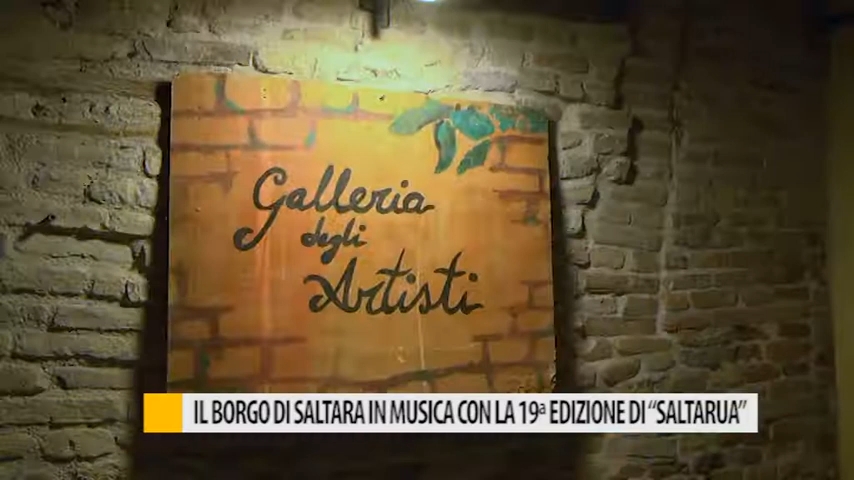 Galleria
degli
Artisti
IL BORGO DI SALTARA IN MUSICA CON LA 19ª EDIZIONE DI “SALTARUA”